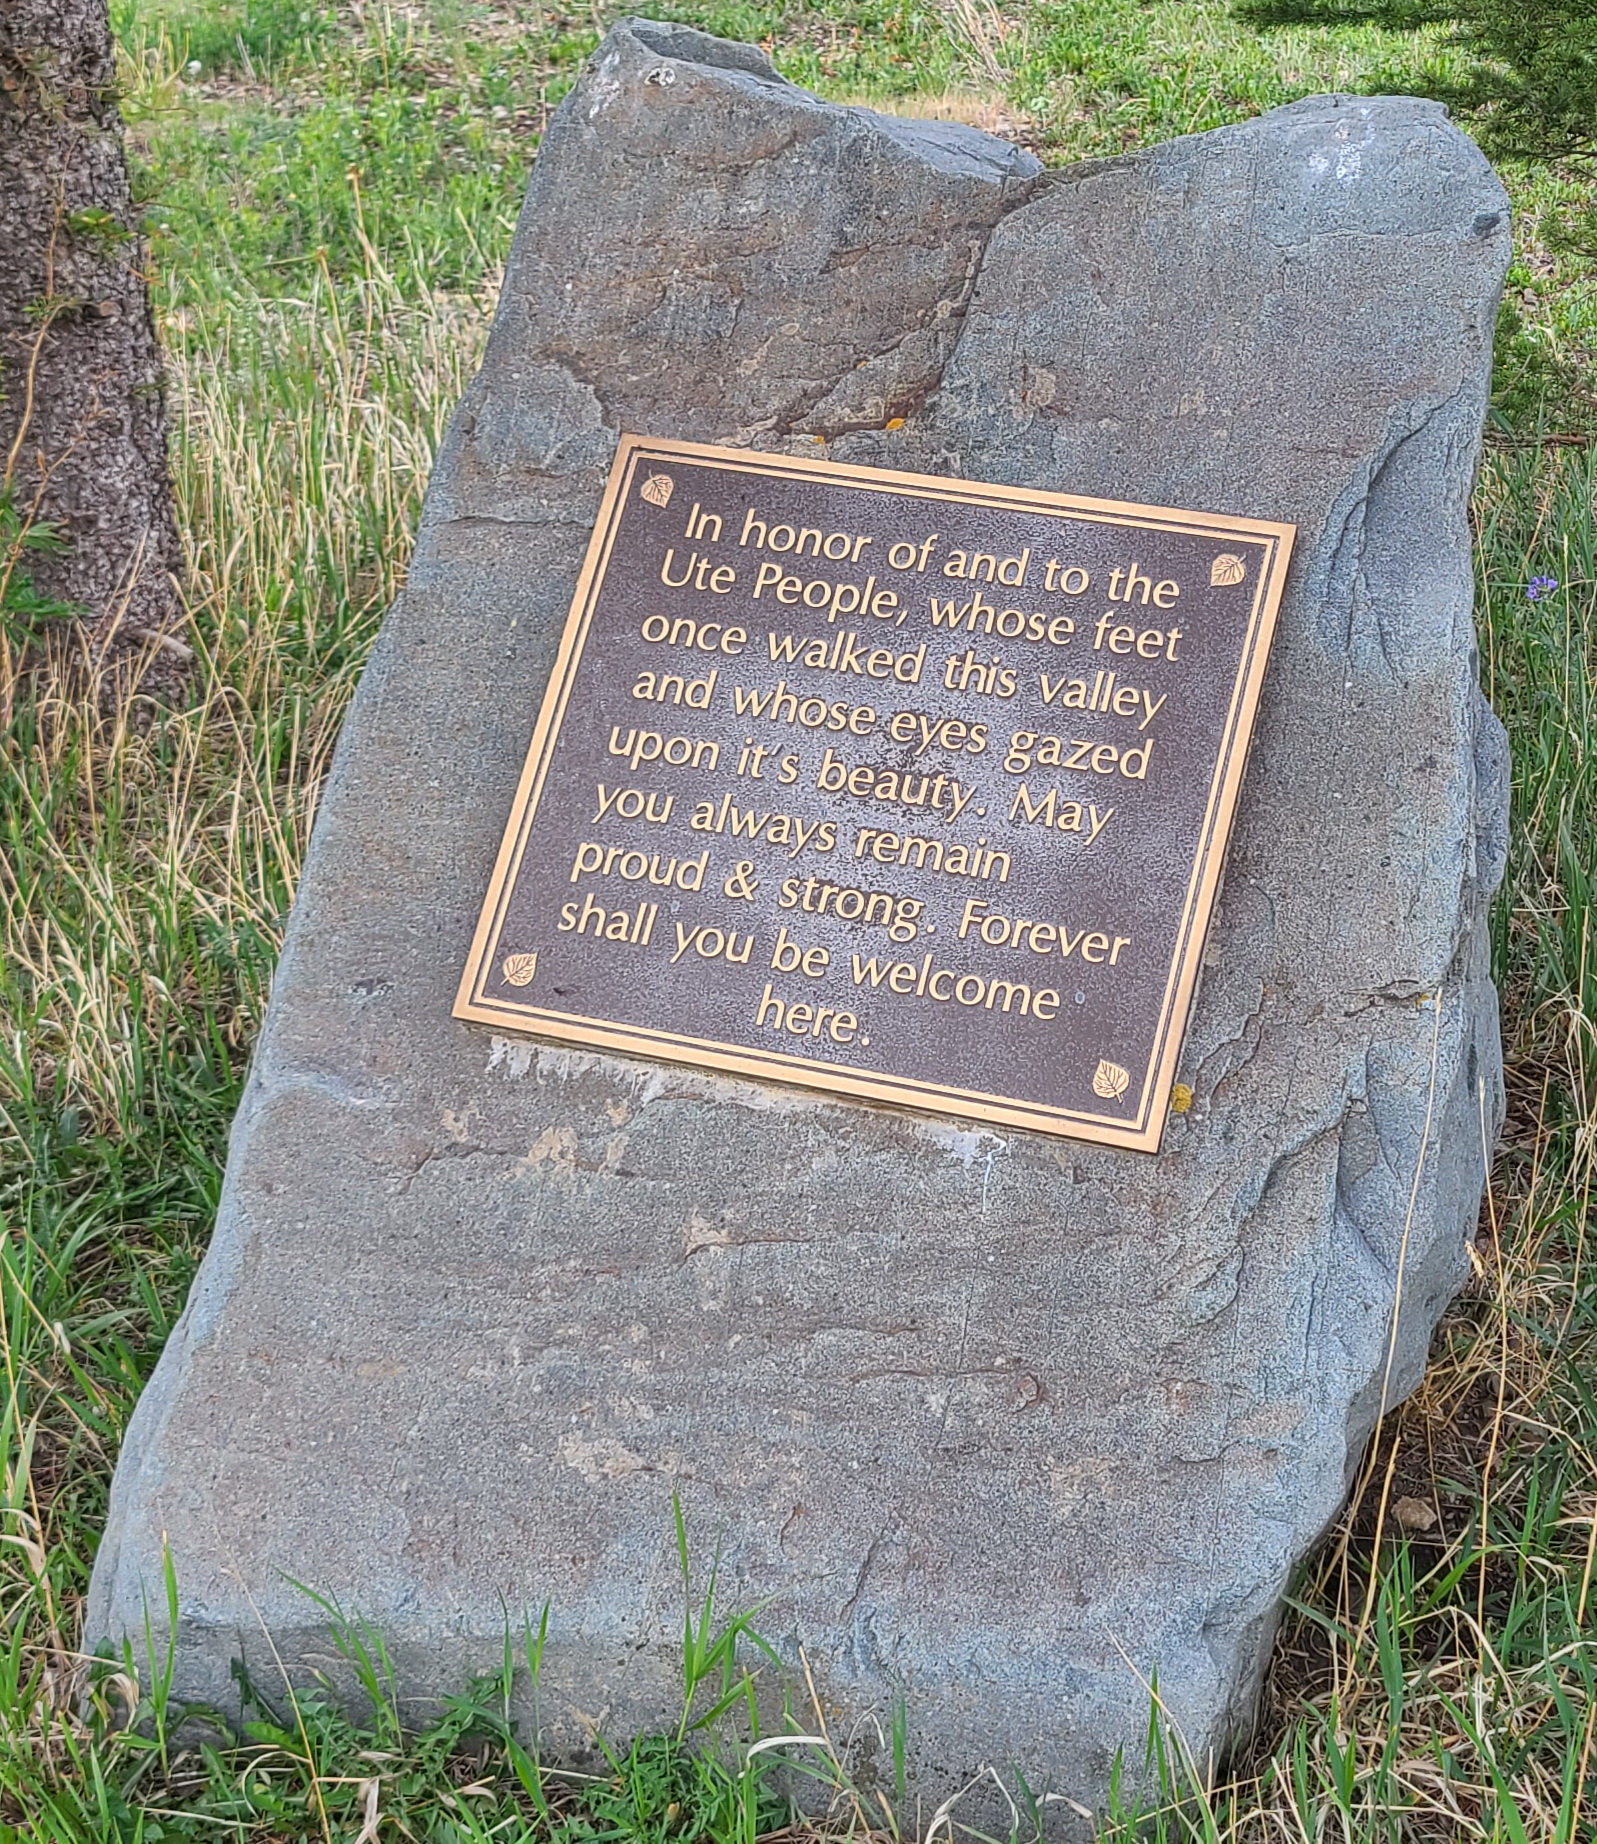 In honor of and to the
Ute People, whose feet
once walked this valley
and whose eyes gazed
upon it's beauty. May
you always remain
proud & strong. Forever
shall you be welcome
here.